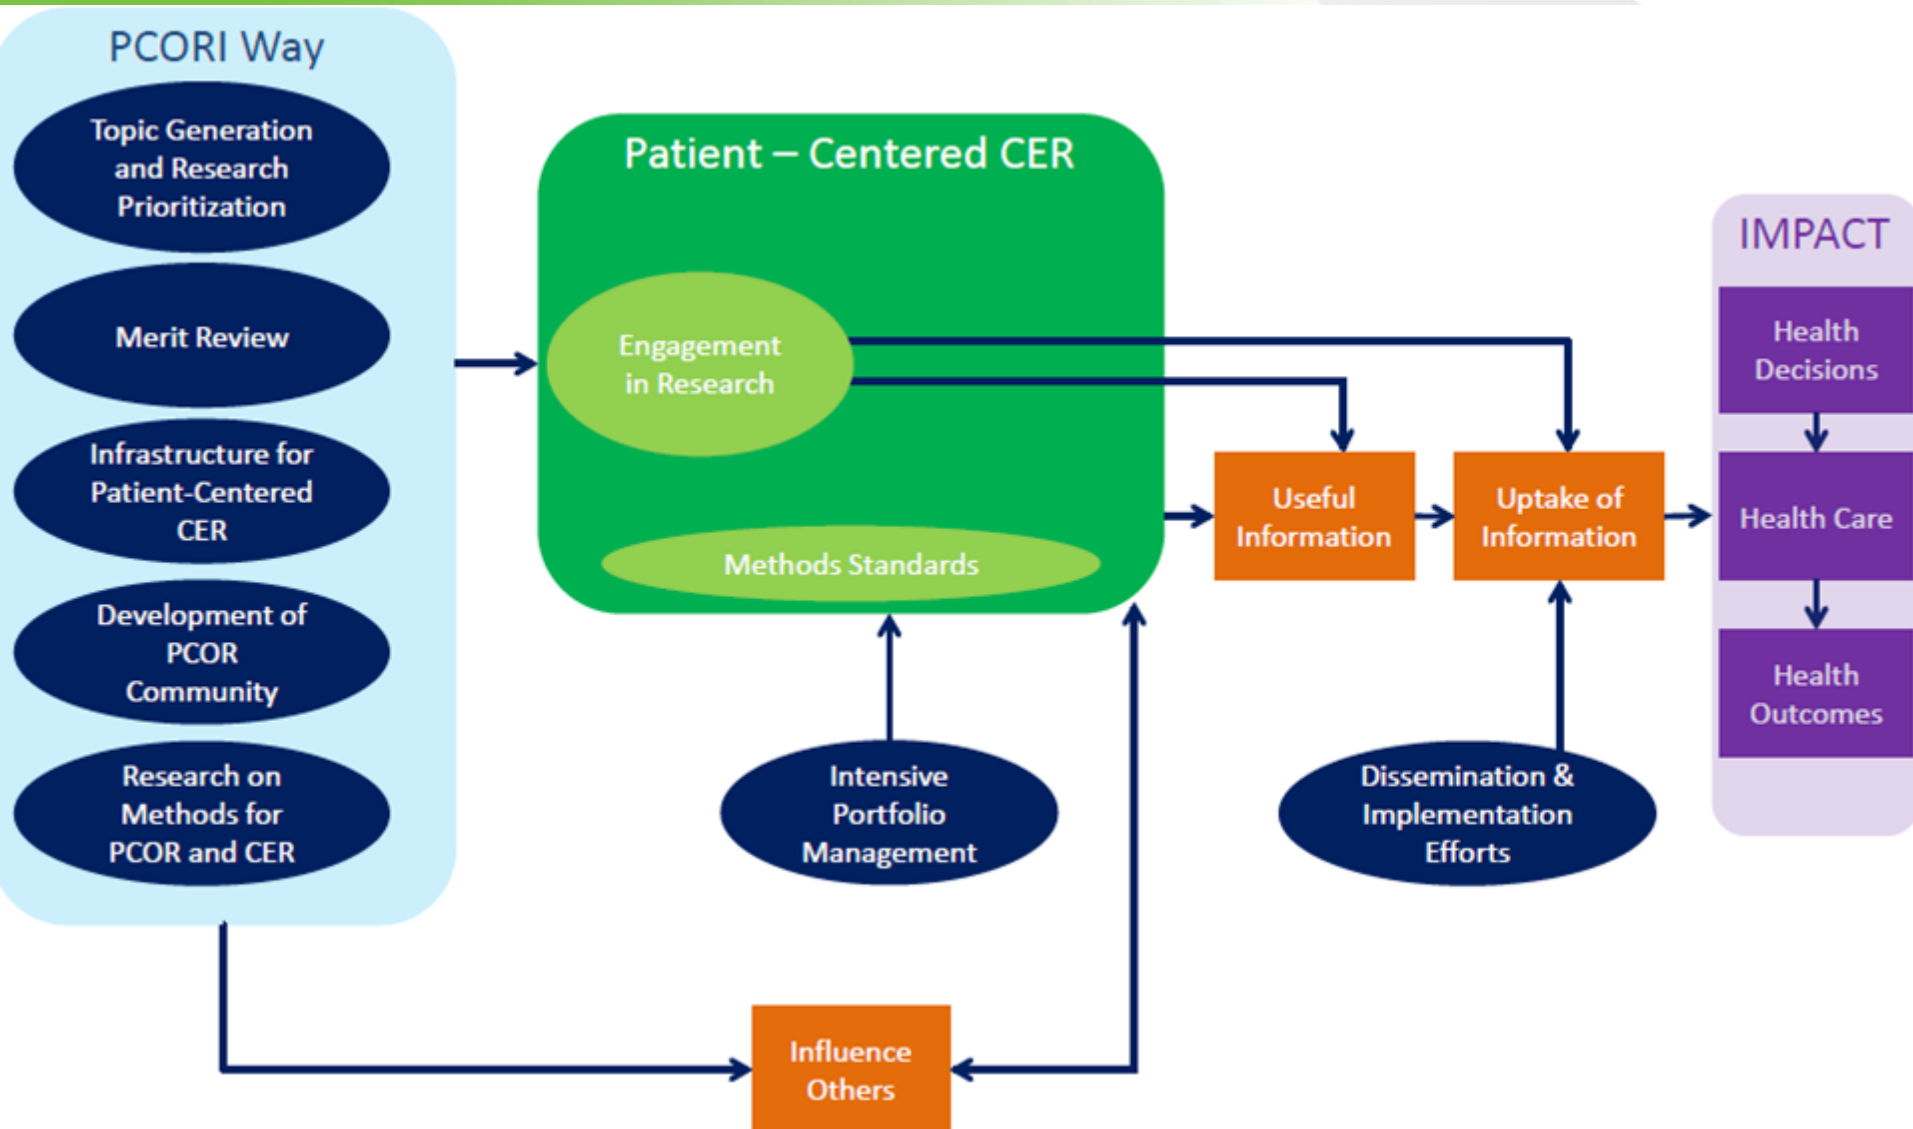 PCORI Way
Topic Generation
and Research
Prioritization
Merit Review
Infrastructure for
Patient-Centered
CER
Development of
PCOR
Community
Research on
Methods for
PCOR and CER
Patient – Centered CER
Engagement
in Research
Methods Standards
Intensive
Portfolio
Management
Influence
Others
Useful
Information
Uptake of
Information
Dissemination &
Implementation
Efforts
IMPACT
Health
Decisions
Health Care
Health
Outcomes